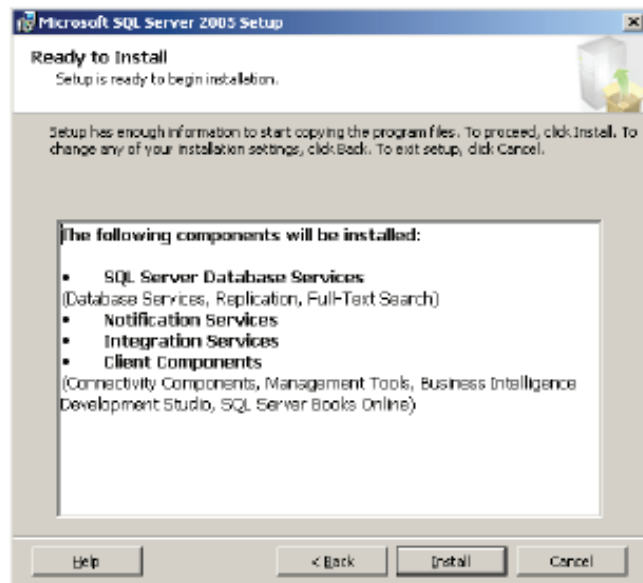 Microsoft SQL Server 2005 Setup
Ready to Install
Setup is ready to begin installation.
Setup has enough information to start copying the program files. To proceed, click Install. To
change any of your installation settings, click Back. To exit setup, click Cancel.
The following components will be installed:
• SQL Server Database Services
(Database Services, Replication, Full-Text Search)
• Notification Services
• Integration Services
• Client Components
(Connectivity Components, Management Tools, Business Intelligence
Development Studio, SQL Server Books Online)
Help < Back Install Cancel